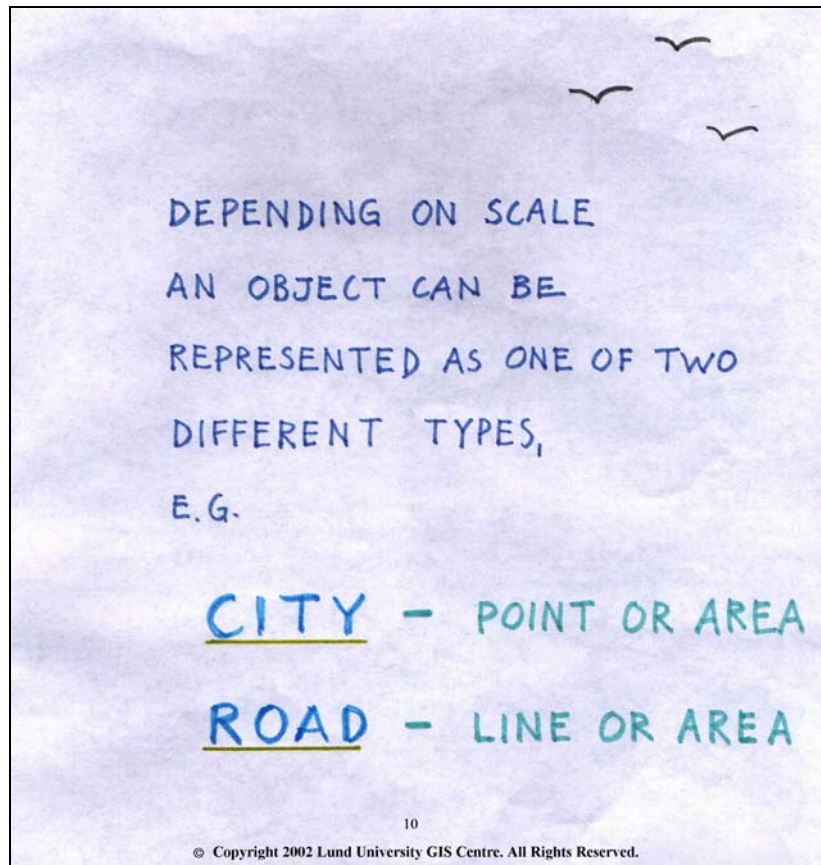 DEPENDING ON SCALE
AN OBJECT CAN BE
REPRESENTED AS ONE OF TWO
DIFFERENT TYPES,
E.G.
CITY - POINT OR AREA
ROAD - LINE OR AREA
10
© Copyright 2002 Lund University GIS Centre. All Rights Reserved.